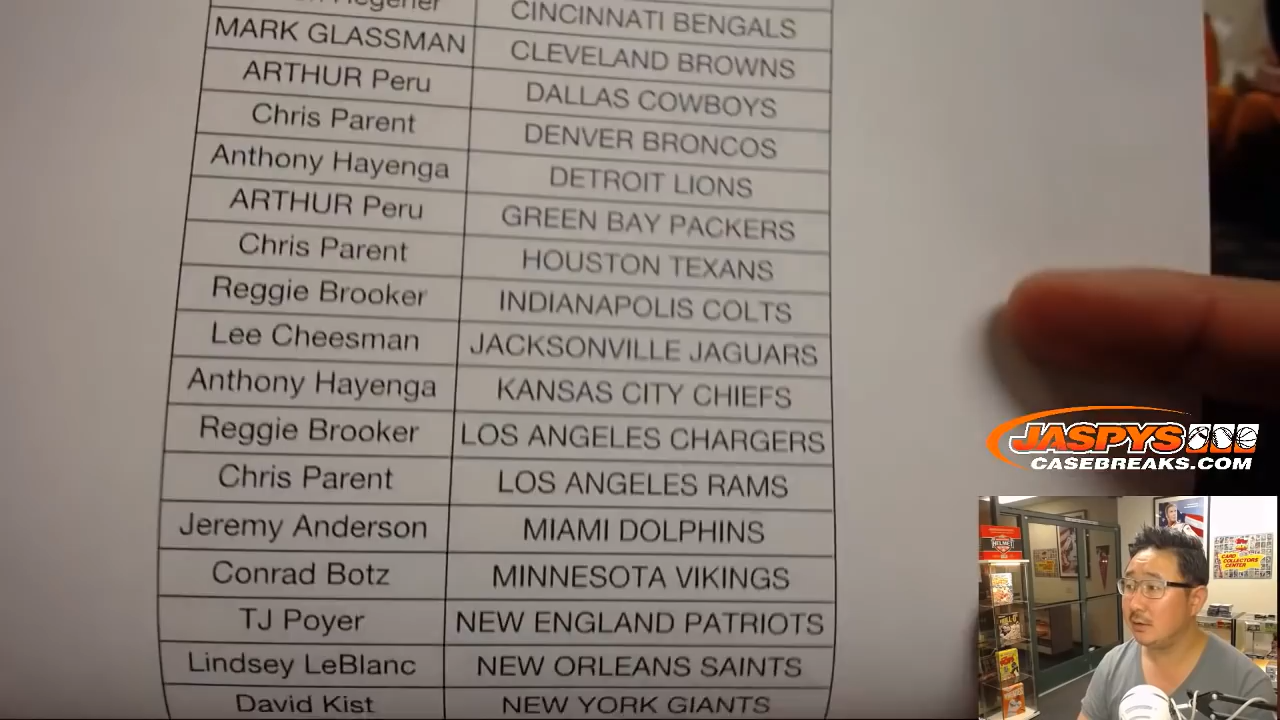 CINCINNATI BENGALS
MARK GLASSMAN CLEVELAND BROWNS
ARTHUR Peru DALLAS COWBOYS
Chris Parent DENVER BRONCOS
Anthony Hayenga DETROIT LIONS
ARTHUR Peru GREEN BAY PACKERS
Chris Parent HOUSTON TEXANS
Reggie Brooker INDIANAPOLIS COLTS
Lee Cheesman JACKSONVILLE JAGUARS
Anthony Hayenga KANSAS CITY CHIEFS
Reggie Brooker LOS ANGELES CHARGERS
Chris Parent LOS ANGELES RAMS
Jeremy Anderson MIAMI DOLPHINS
Conrad Botz MINNESOTA VIKINGS
TJ Poyer NEW ENGLAND PATRIOTS
Lindsey LeBlanc NEW ORLEANS SAINTS
David Kist NEW YORK GIANTS
JASPYS
CASEBREAKS.COM